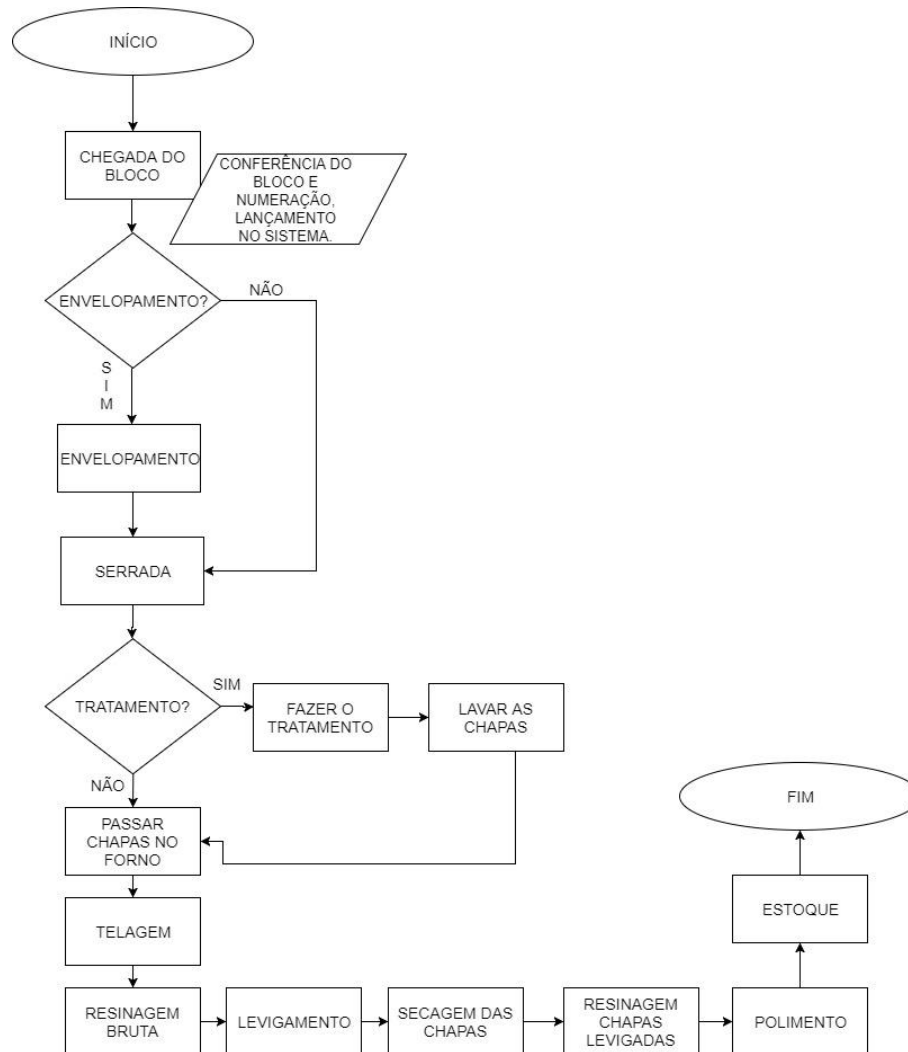 INÍCIO
CHEGADA DO
BLOCO
CONFERÊNCIA DO
BLOCO E
NUMERAÇÃO,
LANÇAMENTO
NO SISTEMA.
ENVELOPAMENTO?
NÃO
S
I
M
ENVELOPAMENTO
SERRADA
TRATAMENTO?
SIM
FAZER O
TRATAMENTO
LAVAR AS
CHAPAS
NÃO
PASSAR
CHAPAS NO
FORNO
TELAGEM
RESINAGEM
BRUTA
LEVIGAMENTO
SECAGEM DAS
CHAPAS
RESINAGEM
CHAPAS
LEVIGADAS
POLIMENTO
ESTOQUE
FIM